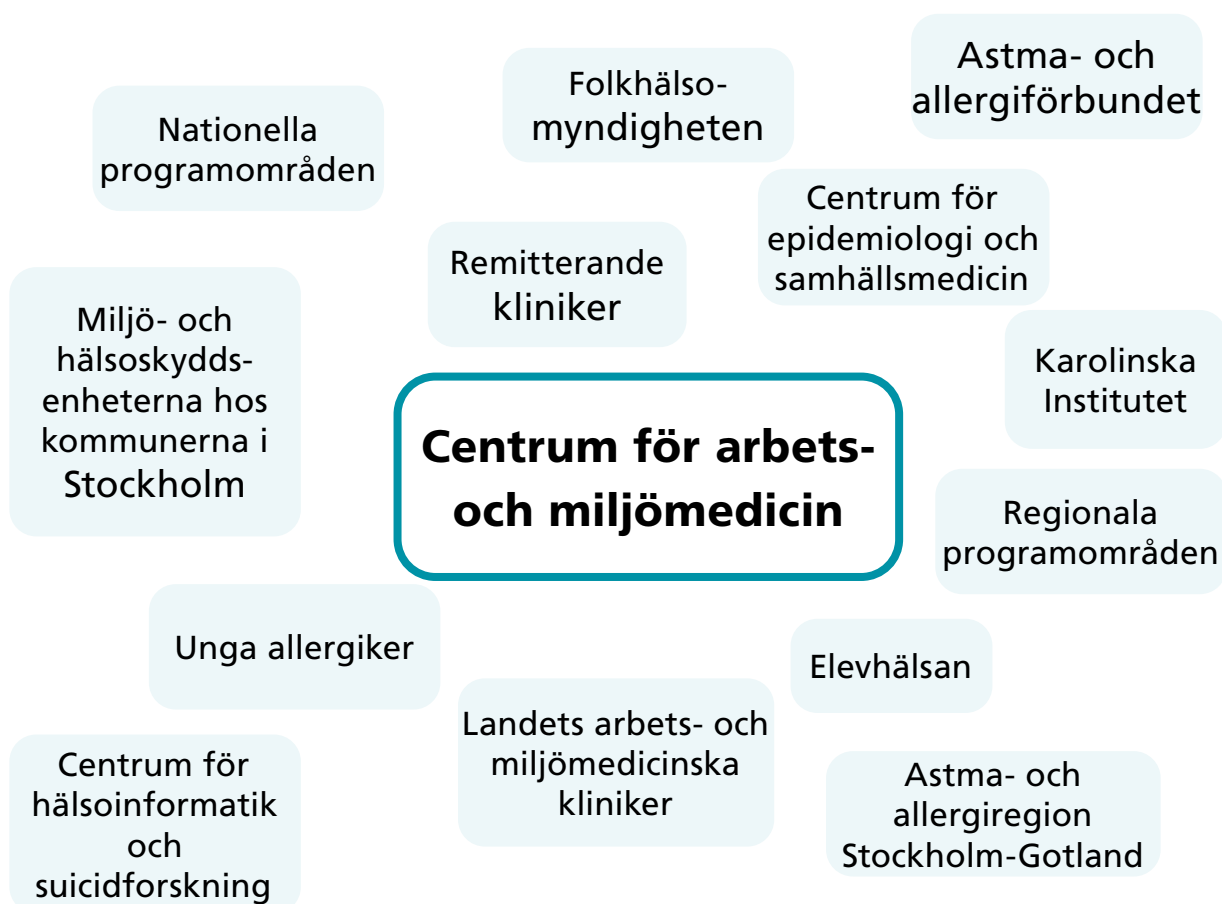 Folkhälso-
myndigheten
Astma- och
allergiförbundet
Nationella
programområden
Centrum för
epidemiologi och
samhällsmedicin
Remitterande
kliniker
Miljö- och
hälsoskydds-
enheterna hos
kommunerna i
Stockholm
Karolinska
Institutet
Centrum för arbets-
och miljömedicin
Regionala
programområden
Unga allergiker
Elevhälsan
Landets arbets- och
miljömedicinska
kliniker
Centrum för
hälsoinformatik
och
suicidforskning
Astma- och
allergiregion
Stockholm-Gotland